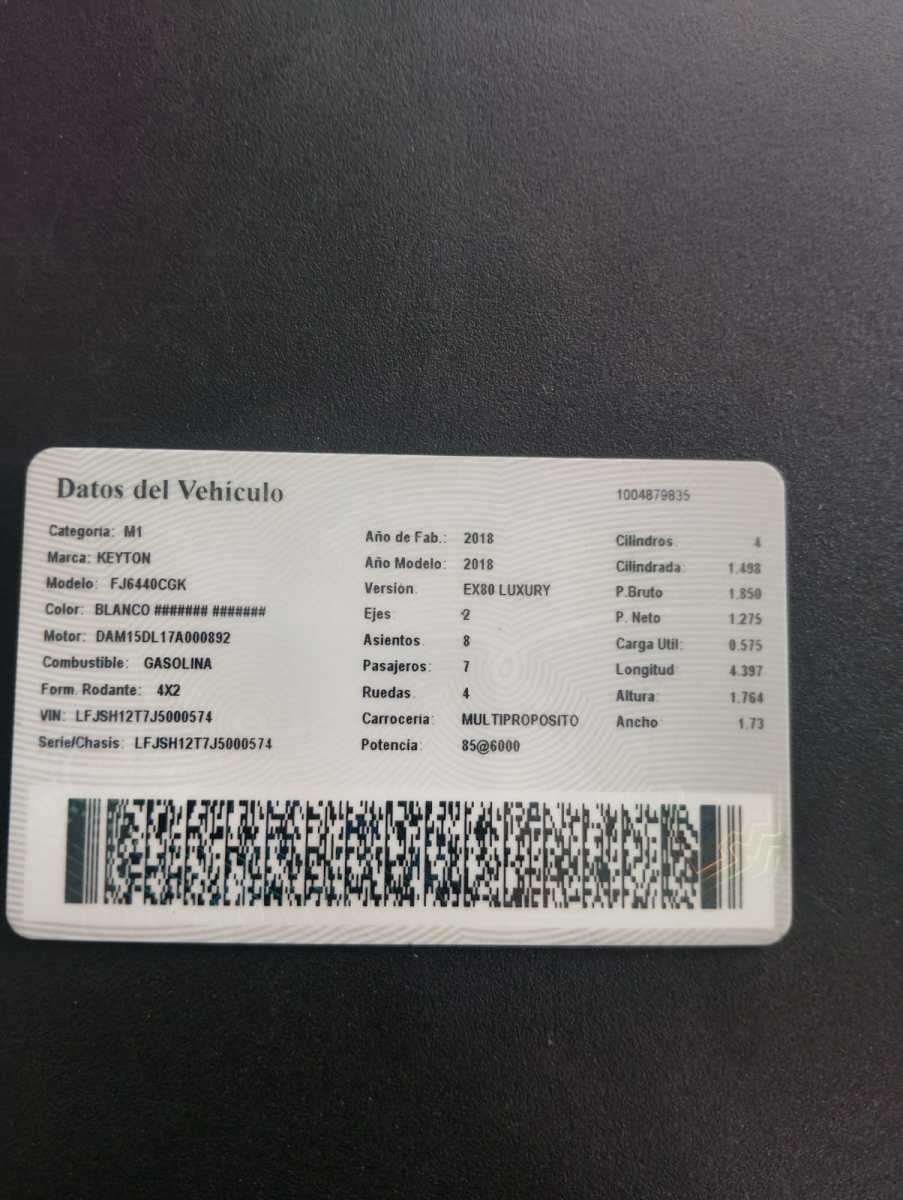 Datos del Vehículo
1004879835
Categoría: M1
Marca: KEYTON
Modelo: FJ6440CGK
Color: BLANCO ####### #######
Motor: DAM15DL17A000892
Combustible: GASOLINA
Form. Rodante: 4X2
VIN: LFJSH12T7J5000574
Serie/Chasis: LFJSH12T7J5000574
Año de Fab.: 2018
Año Modelo: 2018
Versión: EX80 LUXURY
Ejes: 2
Asientos: 8
Pasajeros: 7
Ruedas: 4
Carrocería: MULTIPROPOSITO
Potencia: 85@6000
Cilindros: 4
Cilindrada: 1.498
P.Bruto 1.850
P. Neto 1.275
Carga Util: 0.575
Longitud 4.397
Altura: 1.764
Ancho: 1.73